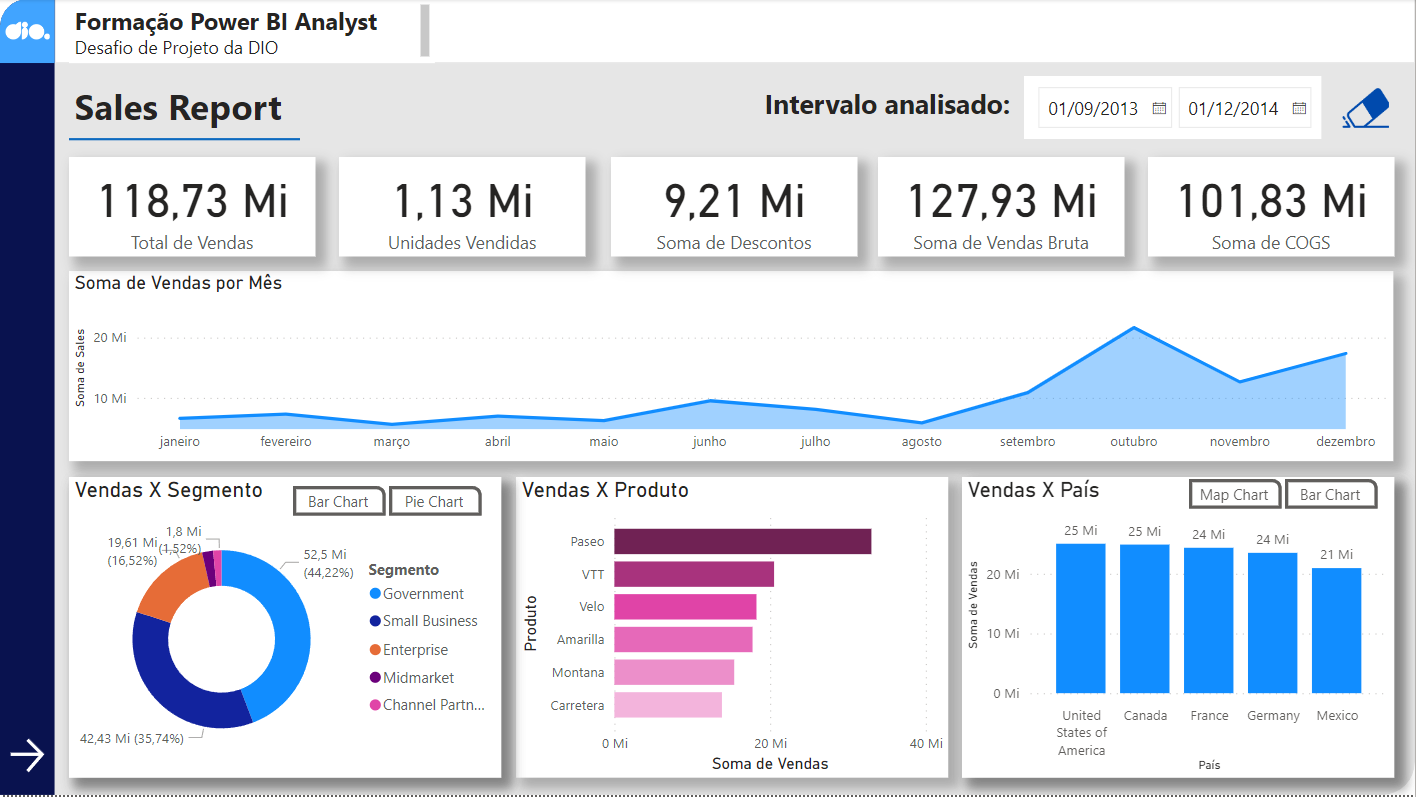 dio.
Formação Power BI Analyst
Desafio de Projeto da DIO
Sales Report
Intervalo analisado:
01/09/2013
01/12/2014
118,73 Mi
Total de Vendas
1,13 Mi
Unidades Vendidas
9,21 Mi
Soma de Descontos
127,93 Mi
Soma de Vendas Bruta
101,83 Mi
Soma de COGS
Soma de Vendas por Mês
Soma de Sales
20 Mi
10 Mi
janeiro
fevereiro
março
abril
maio
junho
julho
agosto
setembro
outubro
novembro
dezembro
Vendas X Segmento
Bar Chart
Pie Chart
1,8 Mi
(1,52%)
19,61 Mi
(16,52%)
52,5 Mi
(44,22%)
42,43 Mi (35,74%)
Segmento
Government
Small Business
Enterprise
Midmarket
Channel Partn...
Vendas X Produto
Produto
Paseo
VTT
Velo
Amarilla
Montana
Carretera
0 Mi
20 Mi
40 Mi
Soma de Vendas
Vendas X País
Map Chart
Bar Chart
Soma de Vendas
20 Mi
10 Mi
0 Mi
25 Mi
25 Mi
24 Mi
24 Mi
21 Mi
United
States of
America
Canada
France
Germany
Mexico
País